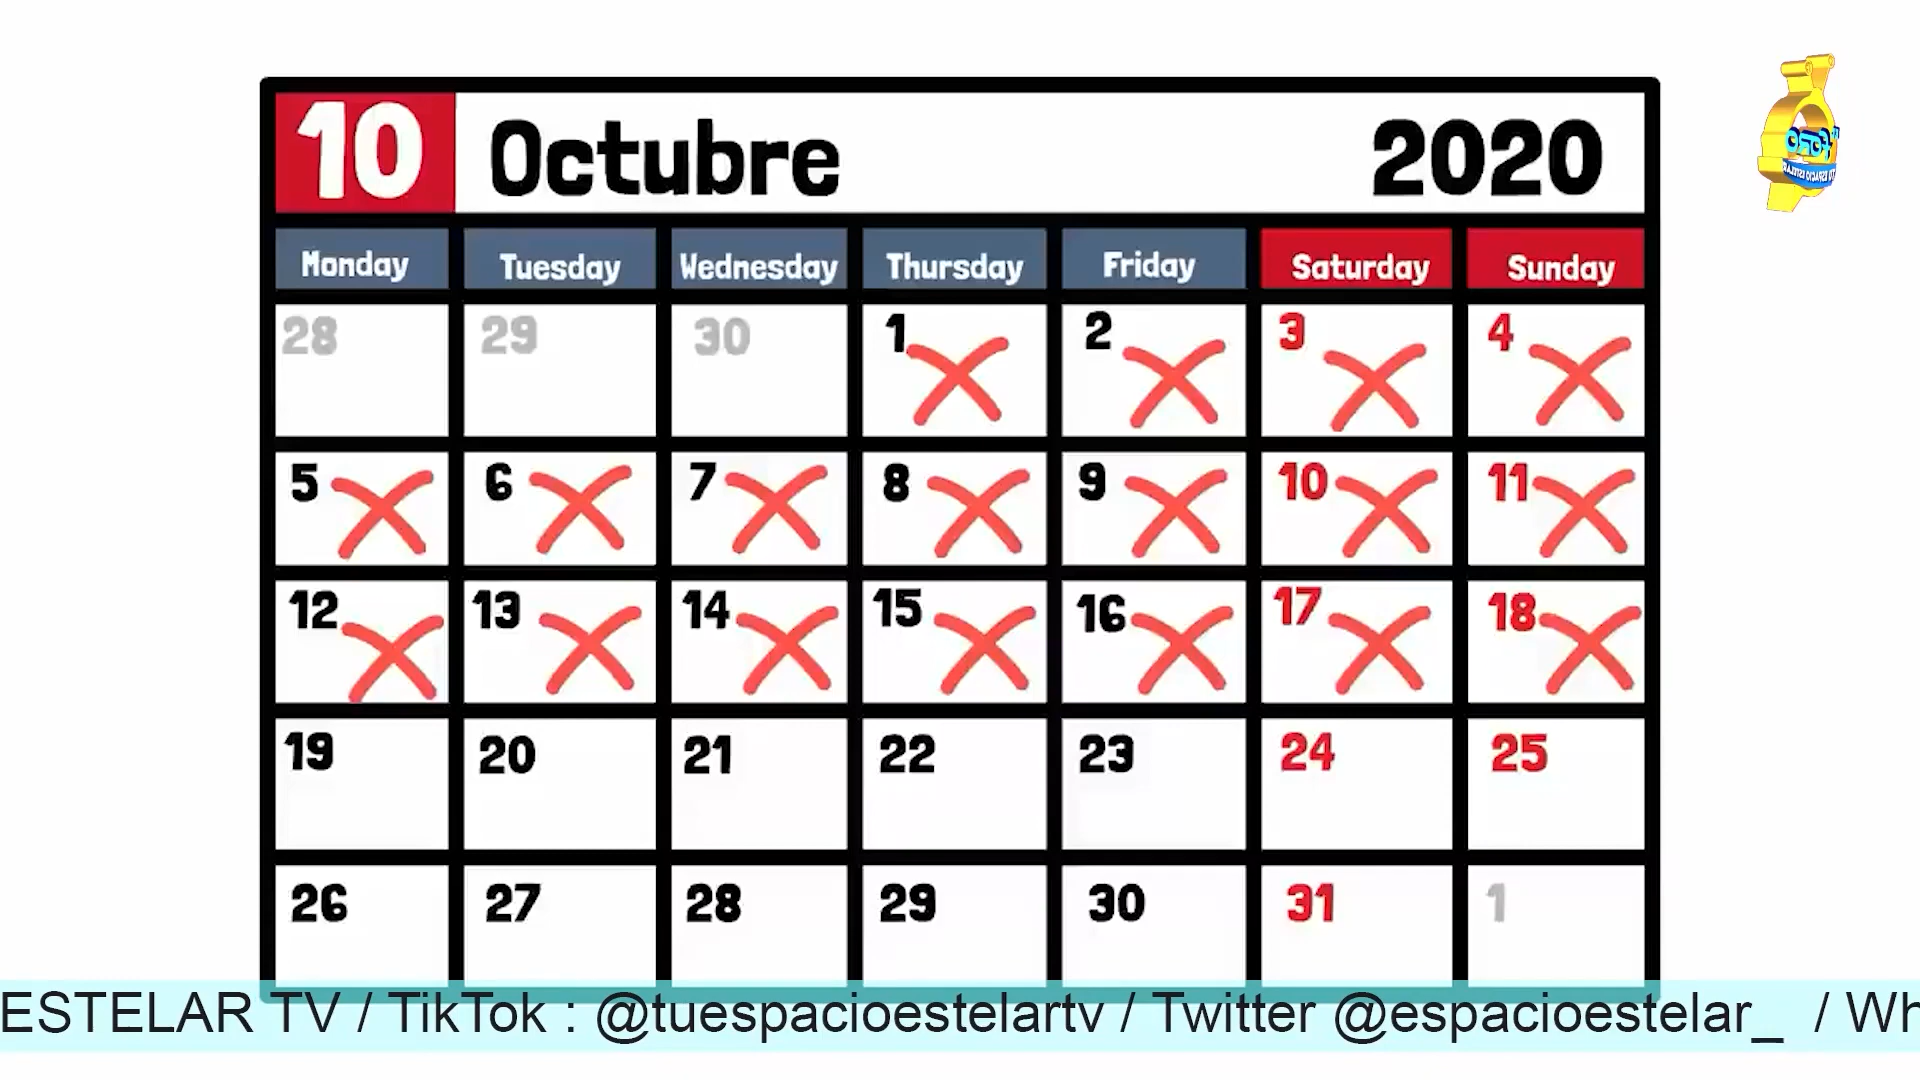 10 Octubre 2020
Monday Tuesday Wednesday Thursday Friday Saturday Sunday
28 29 30 1 2 3 4
5 6 7 8 9 10 11
12 13 14 15 16 17 18
19 20 21 22 23 24 25
26 27 28 29 30 31 1
ESTELAR TV / TikTok : @tuespacioestelartv / Twitter @espacioestelar_ / Wh